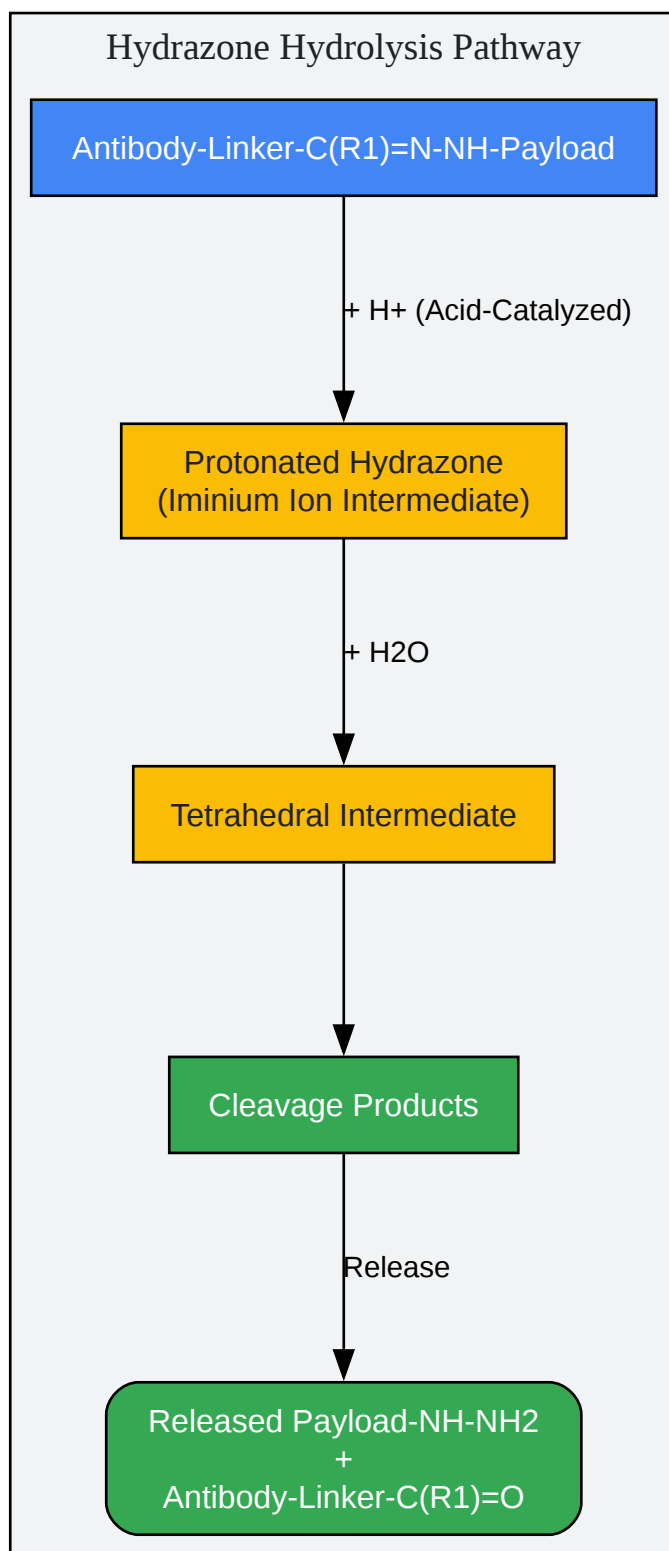 Hydrazone Hydrolysis Pathway
Antibody-Linker-C(R1)=N-NH-Payload
+ H+ (Acid-Catalyzed)
Protonated Hydrazone
(Iminium Ion Intermediate)
+ H2O
Tetrahedral Intermediate
Cleavage Products
Release
Released Payload-NH-NH2
+
Antibody-Linker-C(R1)=O